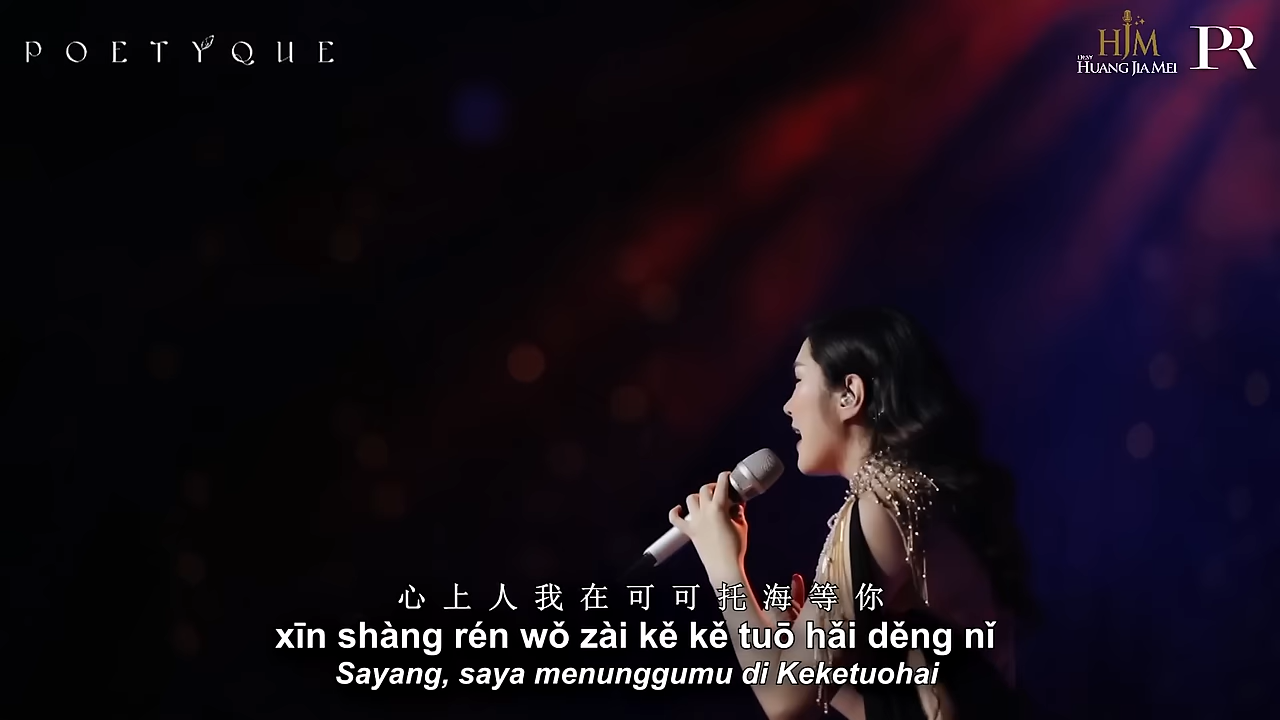 POETYQUE
HJM
Desy
HUANG JIA MEI
PR
心上人我在可可托海等你
xīn shàng rén wǒ zài kě kě tuō hǎi děng nǐ
Sayang, saya menunggumu di Keketuohai